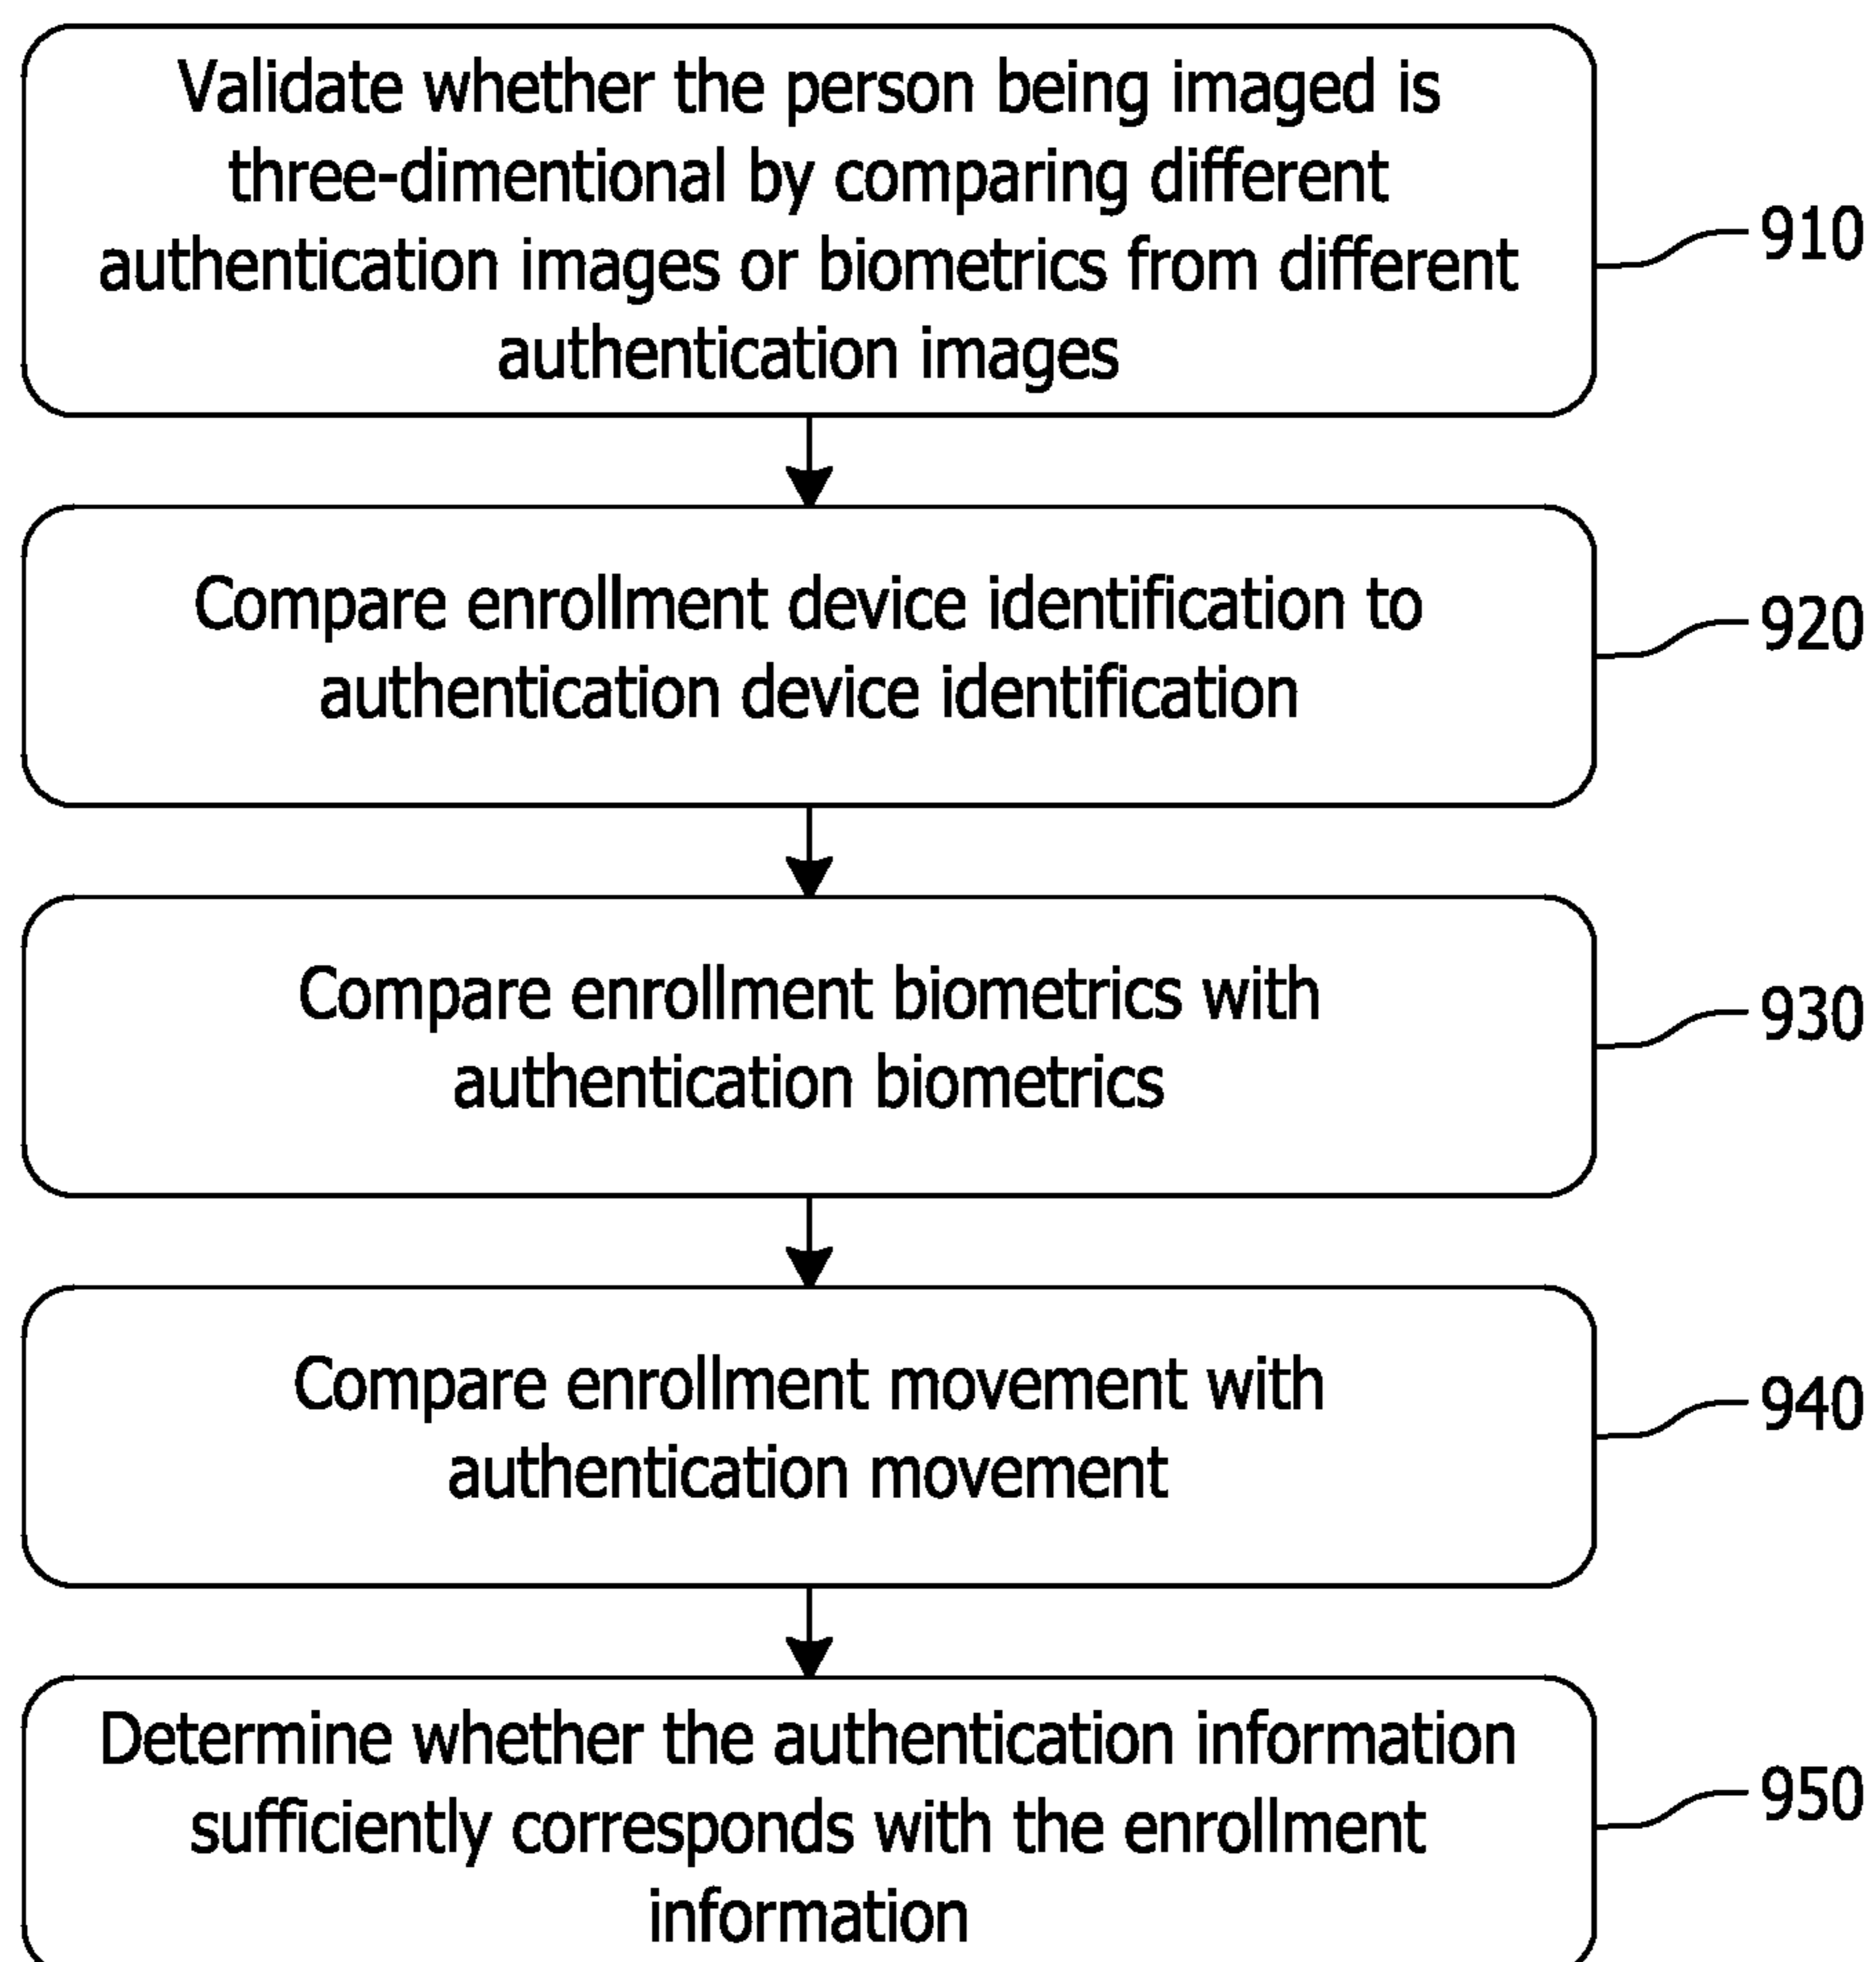 Validate whether the person being imaged is
three-dimentional by comparing different
authentication images or biometrics from different
authentication images
910
Compare enrollment device identification to
authentication device identification
920
Compare enrollment biometrics with
authentication biometrics
930
Compare enrollment movement with
authentication movement
940
Determine whether the authentication information
sufficiently corresponds with the enrollment
information
950